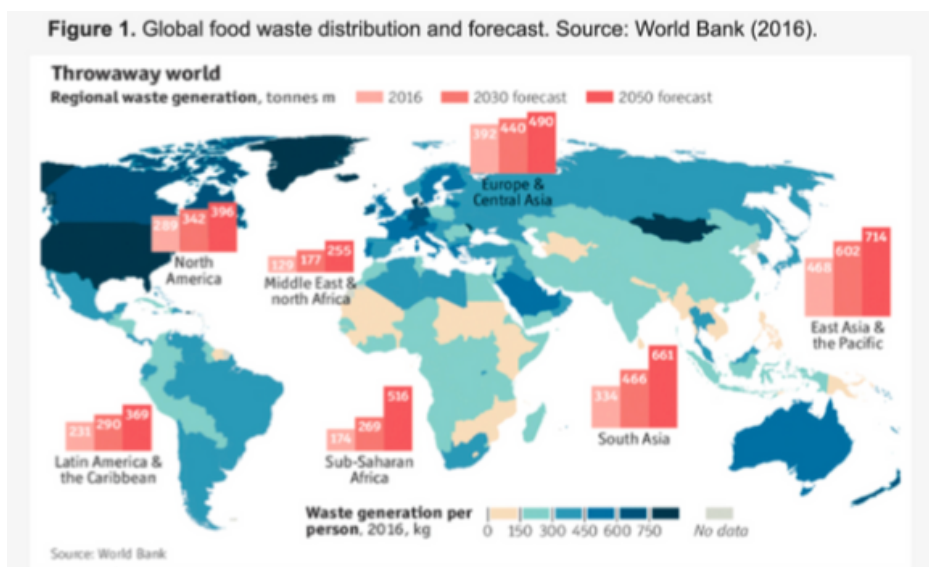 Figure 1. Global food waste distribution and forecast. Source: World Bank (2016).
Throwaway world
Regional waste generation, tonnes m 2016 2030 forecast 2050 forecast
392 440 490
Europe &
Central Asia
289 342 396
North
America
129 177 255
Middle East &
north Africa
468 602 714
East Asia &
the Pacific
334 466 661
South Asia
231 290 369
Latin America &
the Caribbean
174 269 516
Sub-Saharan
Africa
Waste generation per
person, 2016, kg
0 150 300 450 600 750 No data
Source: World Bank